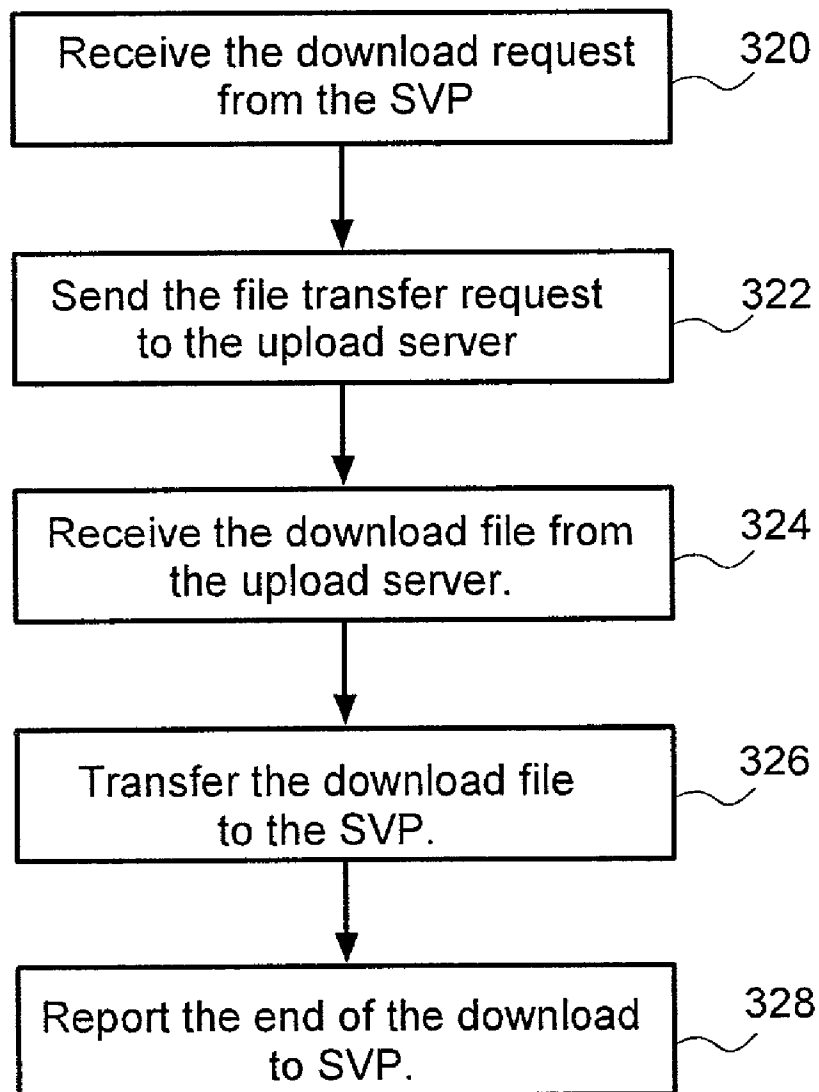 Receive the download request
from the SVP
320
Send the file transfer request
to the upload server
322
Receive the download file from
the upload server.
324
Transfer the download file
to the SVP.
326
Report the end of the download
to SVP.
328